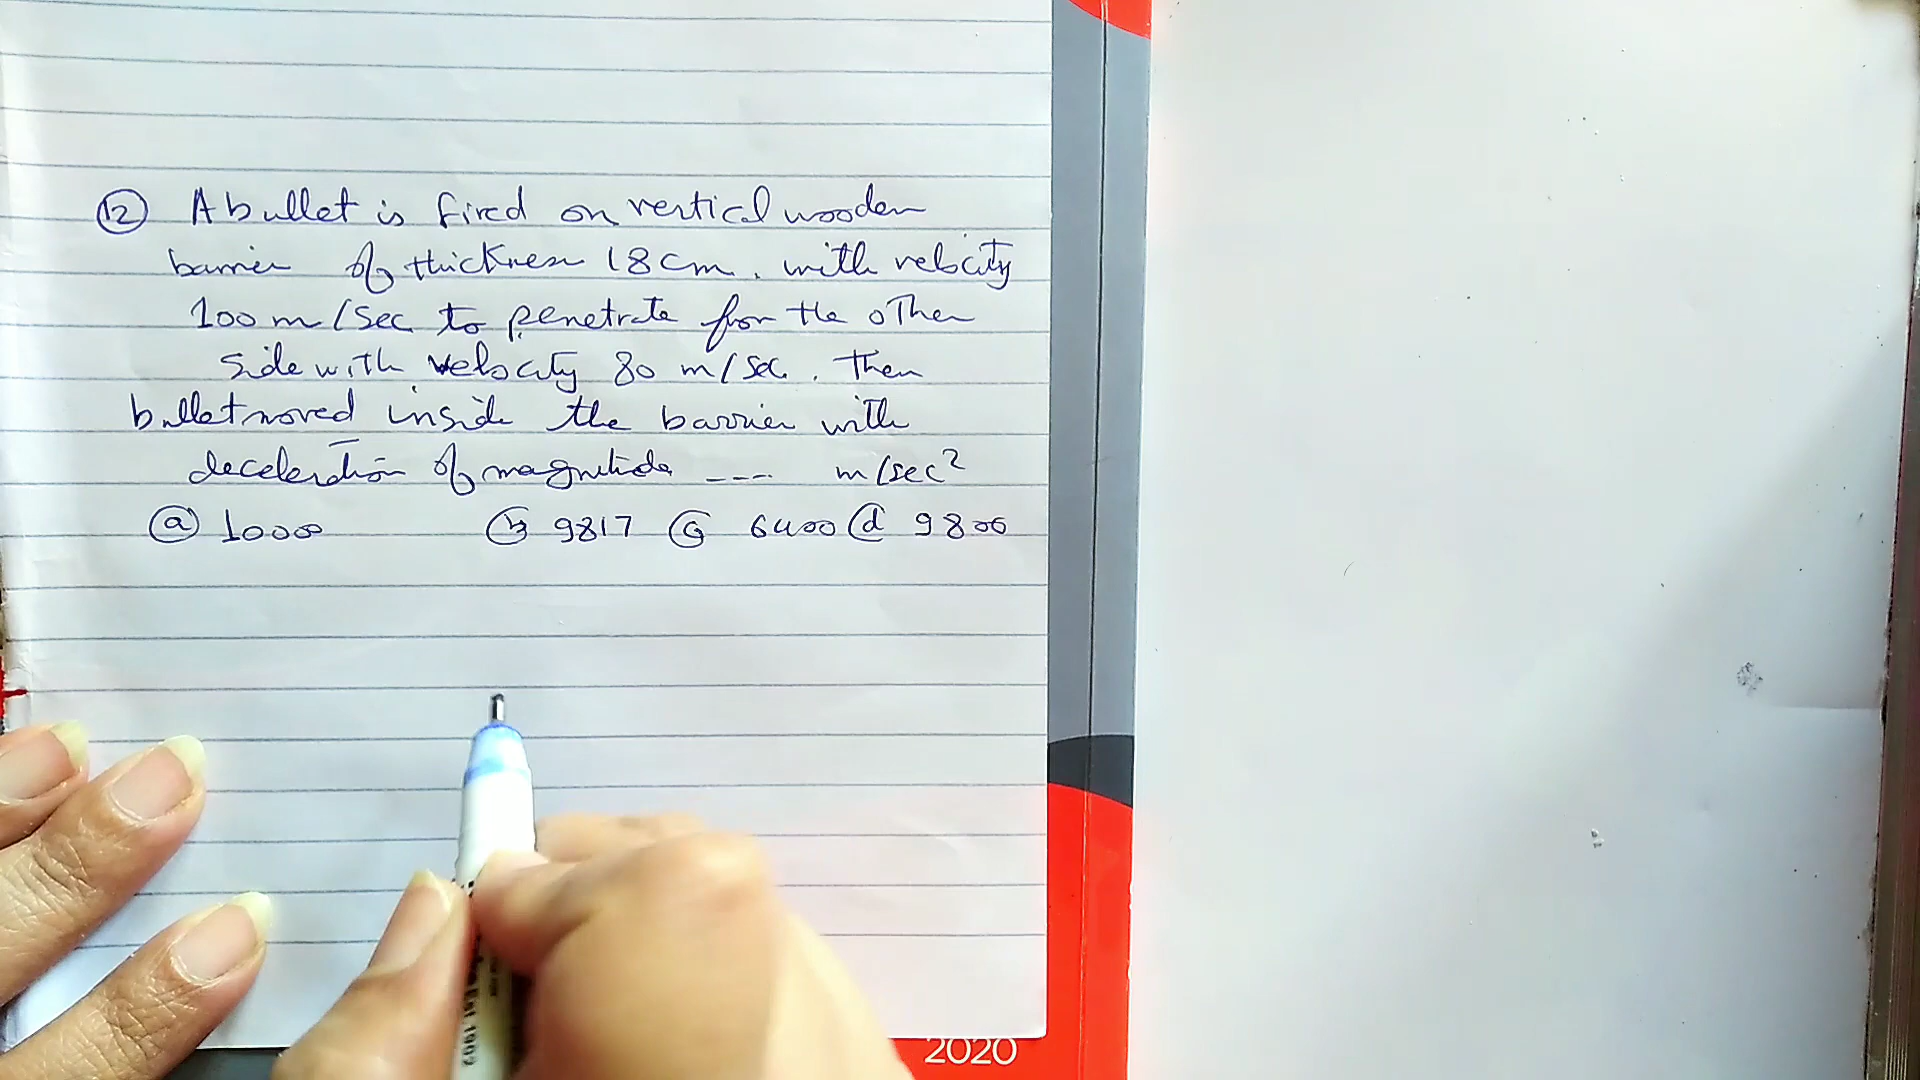 12 A bullet is fired on vertical wooden
barrier of thickness 18 cm. with velocity
100 m/sec to penetrate from the other
side with velocity 80 m/sec. Then
bullet moved inside the barrier with
deceleration of magnitude --- m/sec²
a 1000 b 9817 c 6400 d 9800
2020